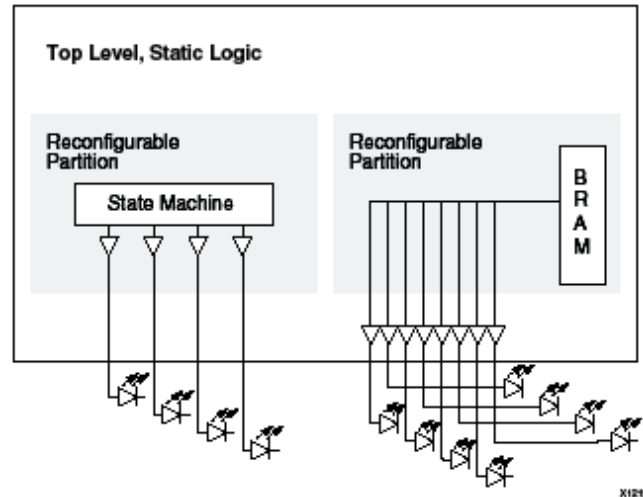 Top Level, Static Logic
Reconfigurable
Partition
State Machine
Reconfigurable
Partition
B
R
A
M